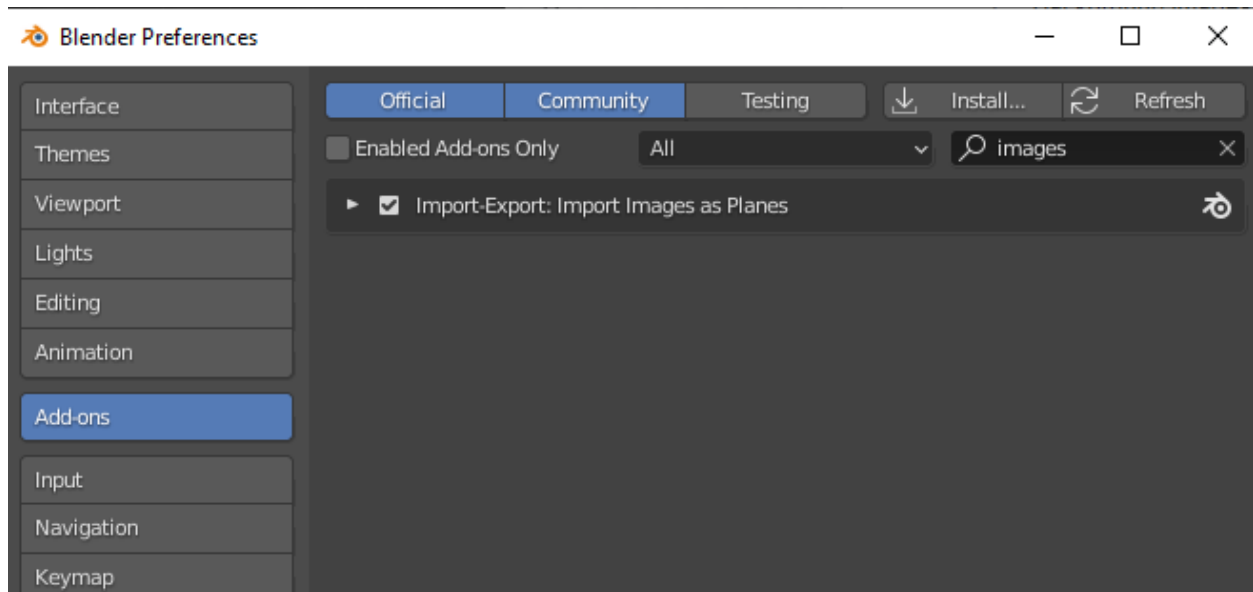 Blender Preferences
Interface
Themes
Viewport
Lights
Editing
Animation
Add-ons
Input
Navigation
Keymap
Official Community Testing Install... Refresh
Enabled Add-ons Only All images
Import-Export: Import Images as Planes